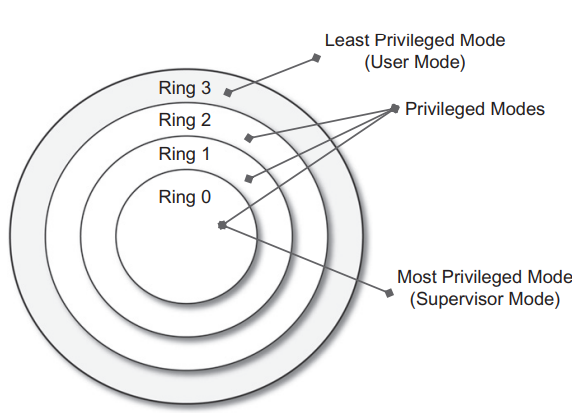 Least Privileged Mode
(User Mode)
Ring 3
Privileged Modes
Ring 2
Ring 1
Ring 0
Most Privileged Mode
(Supervisor Mode)